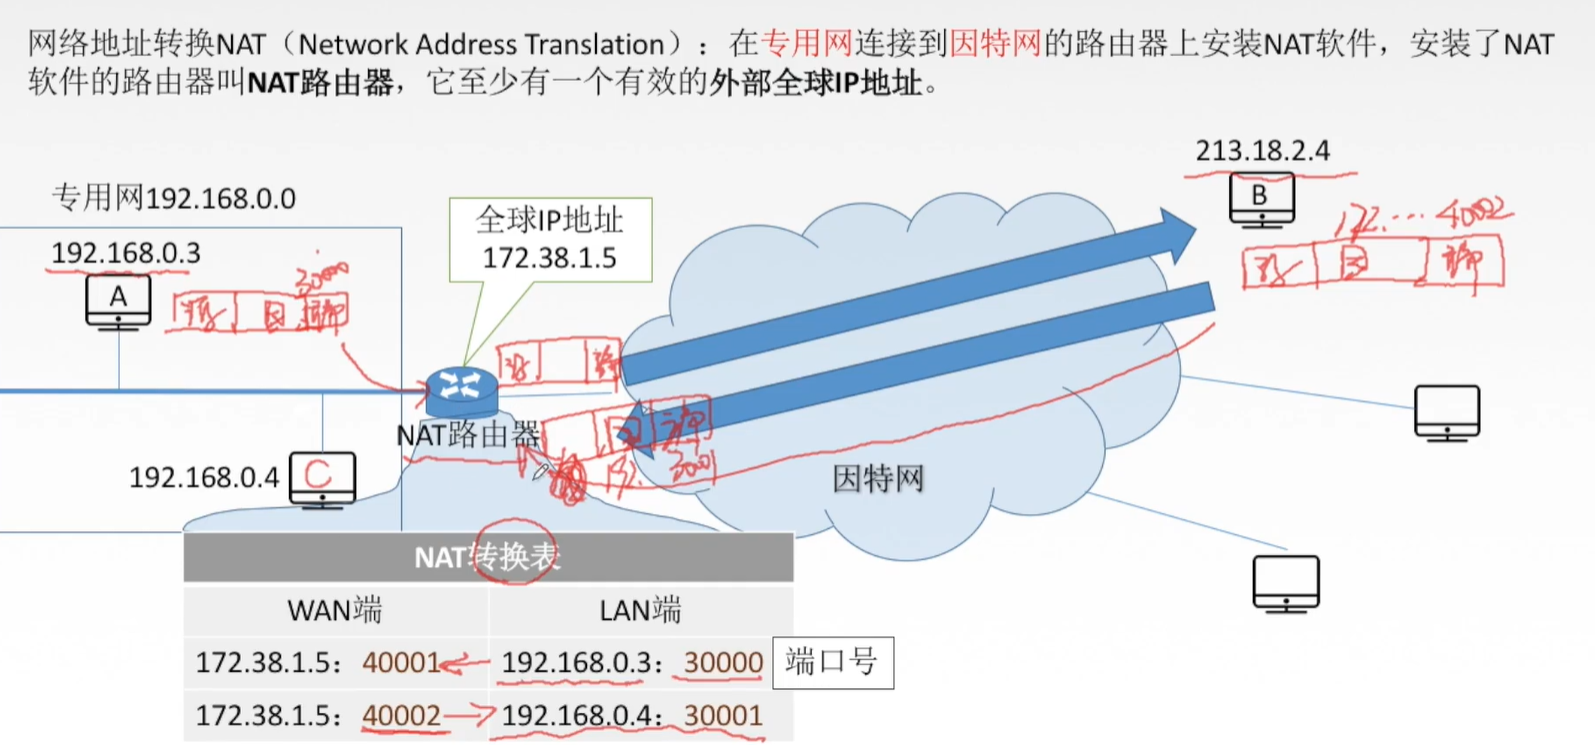 网络地址转换NAT（Network Address Translation）：在专用网连接到因特网的路由器上安装NAT软件，安装了NAT
软件的路由器叫NAT路由器，它至少有一个有效的外部全球IP地址。
213.18.2.4
B
172.... 40002
源 目 端
专用网192.168.0.0
192.168.0.3
A
30000
源 目 端
全球IP地址
172.38.1.5
源 端
NAT路由器
目 端
192. 30001
因特网
192.168.0.4
C
NAT转换表
WAN端 LAN端
172.38.1.5：40001 192.168.0.3：30000
端口号
172.38.1.5：40002 192.168.0.4：30001